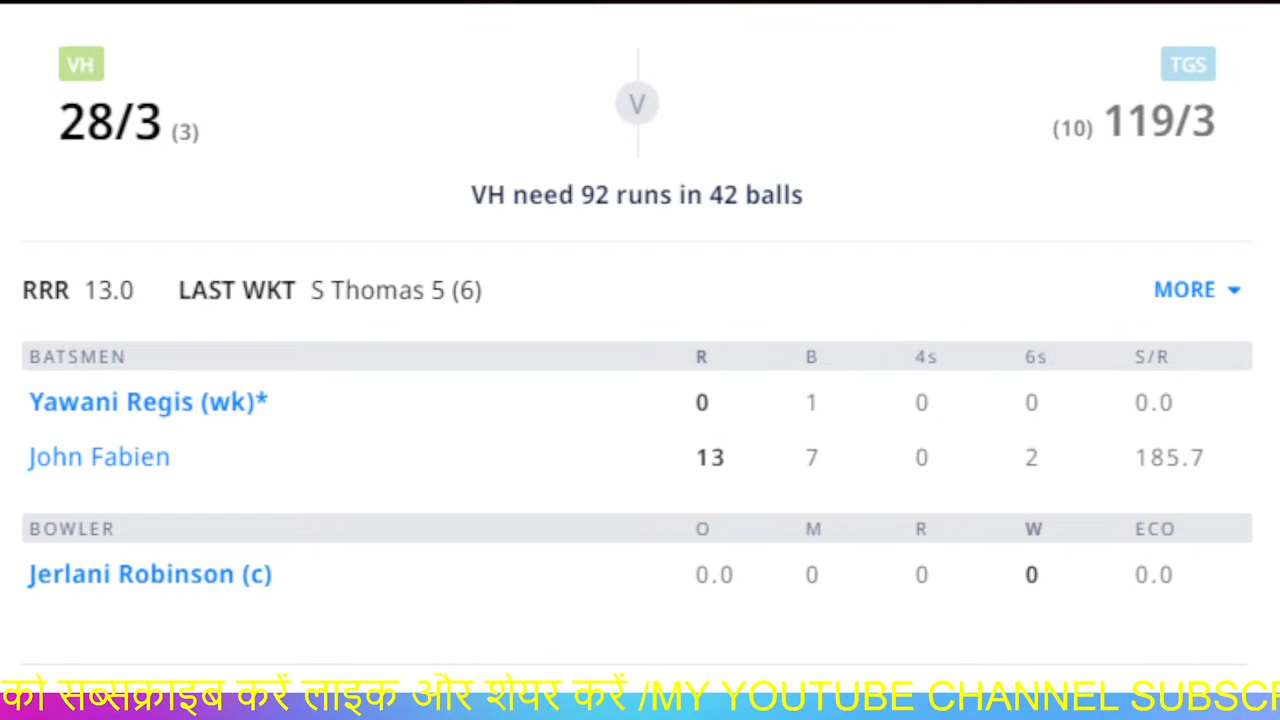 VH
TGS
28/3 (3)
V
(10) 119/3
VH need 92 runs in 42 balls
RRR 13.0 LAST WKT S Thomas 5 (6)
MORE
BATSMEN R B 4s 6s S/R
Yawani Regis (wk)* 0 1 0 0 0.0
John Fabien 13 7 0 2 185.7
BOWLER O M R W ECO
Jerlani Robinson (c) 0.0 0 0 0 0.0
को सब्सक्राइब करें लाइक और शेयर करें /MY YOUTUBE CHANNEL SUBSCR